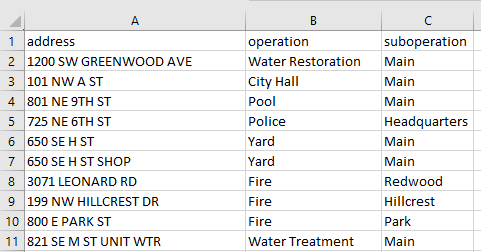 A B C
1 address operation suboperation
2 1200 SW GREENWOOD AVE Water Restoration Main
3 101 NW A ST City Hall Main
4 801 NE 9TH ST Pool Main
5 725 NE 6TH ST Police Headquarters
6 650 SE H ST Yard Main
7 650 SE H ST SHOP Yard Main
8 3071 LEONARD RD Fire Redwood
9 199 NW HILLCREST DR Fire Hillcrest
10 800 E PARK ST Fire Park
11 821 SE M ST UNIT WTR Water Treatment Main